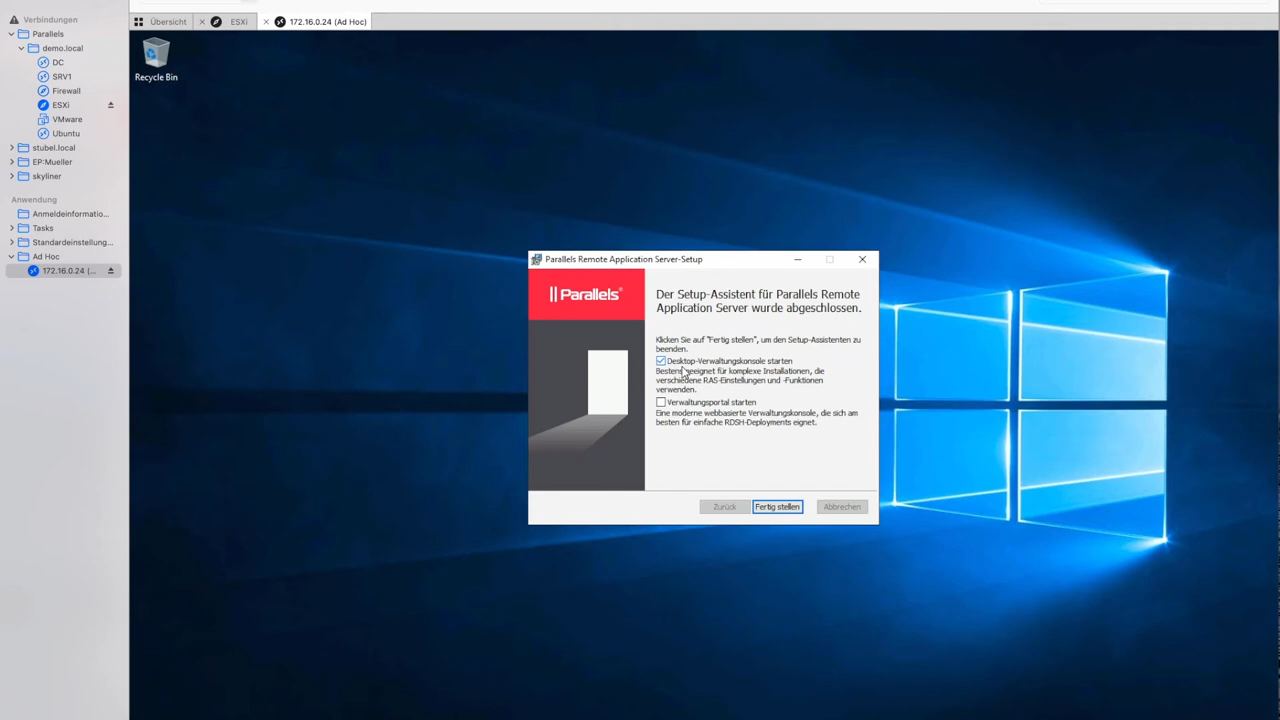 Verbindungen
Parallels
demo.local
DC
SRV1
Firewall
ESXi
VMware
Ubuntu
stubel.local
EP:Mueller
skyliner
Anwendung
Anmeldeinformatio...
Tasks
Standardeinstellung...
Ad Hoc
172.16.0.24 (...
Übersicht
ESXi
172.16.0.24 (Ad Hoc)
Recycle Bin
Parallels Remote Application Server-Setup
Parallels®
Der Setup-Assistent für Parallels Remote
Application Server wurde abgeschlossen.
Klicken Sie auf "Fertig stellen", um den Setup-Assistenten zu
beenden.
Desktop-Verwaltungskonsole starten
Bestens geeignet für komplexe Installationen, die
verschiedene RAS-Einstellungen und -Funktionen
verwenden.
Verwaltungsportal starten
Eine moderne webbasierte Verwaltungskonsole, die sich am
besten für einfache RDSH-Deployments eignet.
Zurück
Fertig stellen
Abbrechen